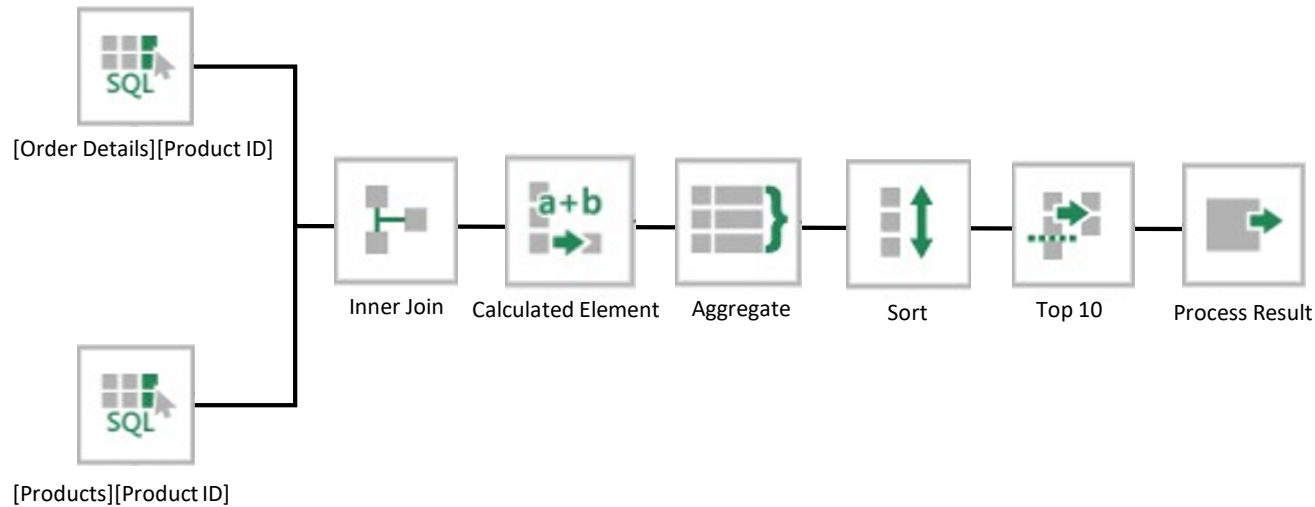 SQL
[Order Details][Product ID]
a+b
Inner Join
Calculated Element
Aggregate
Sort
Top 10
Process Result
SQL
[Products][Product ID]